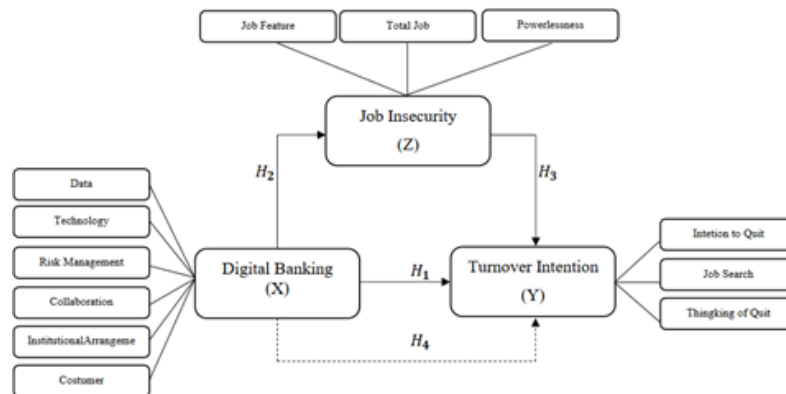 Job Feature
Total Job
Powerlessness
Job Insecurity
(Z)
H2
H3
Data
Technology
Risk Management
Collaboration
InstitutionalArrangeme
Costumer
Digital Banking
(X)
H1
H4
Turnover Intention
(Y)
Intetion to Quit
Job Search
Thingking of Quit